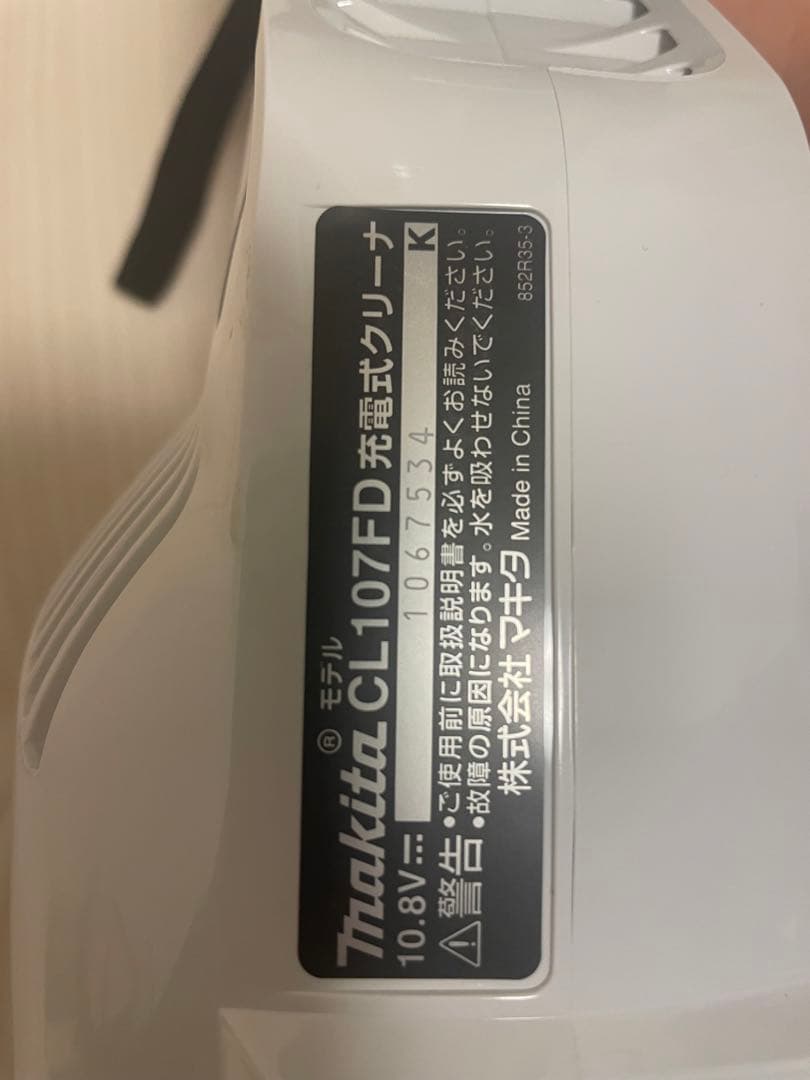 makita® モデル CL107FD 充電式クリーナ
10.8V⎓ 1067534 K
⚠警告 •ご使用前に取扱説明書を必ずよくお読みください。
•故障の原因になります。水を吸わせないでください。
株式会社マキタ Made in China 852R35-3